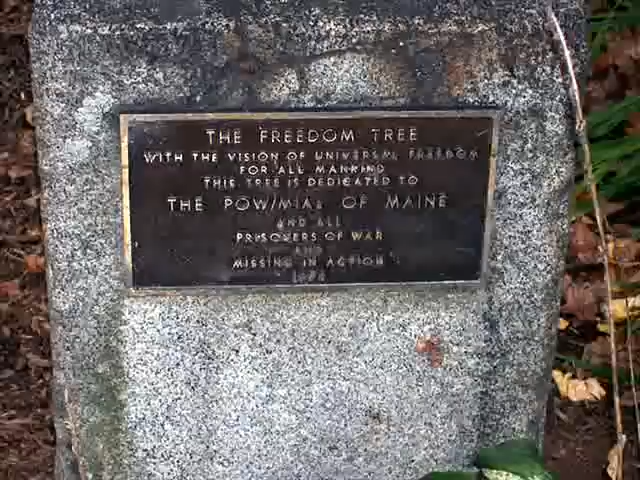 THE FREEDOM TREE
WITH THE VISION OF UNIVERSAL FREEDOM
FOR ALL MANKIND
THIS TREE IS DEDICATED TO
THE POW/MIAs OF MAINE
AND ALL
PRISONERS OF WAR
AND
MISSING IN ACTION